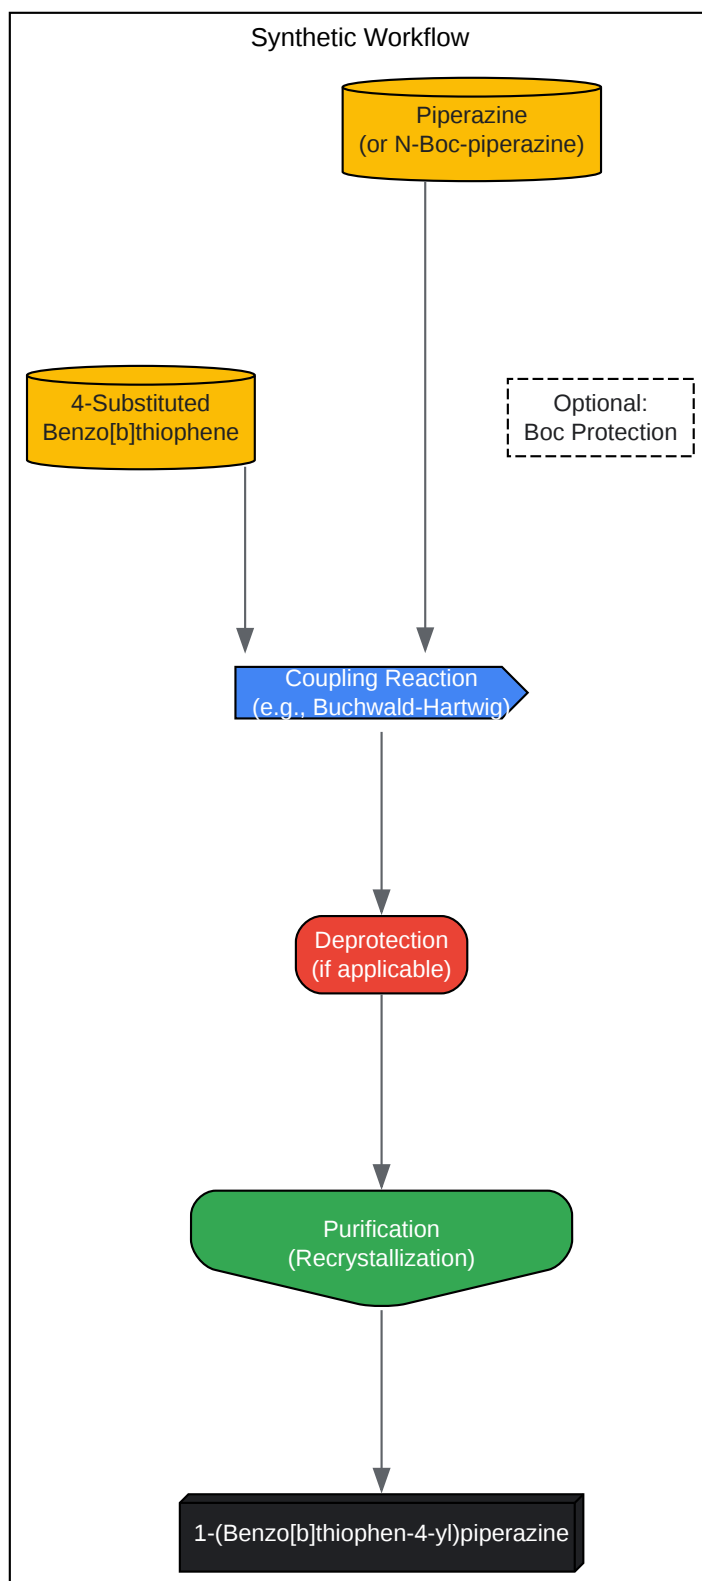 Synthetic Workflow
Piperazine
(or N-Boc-piperazine)
4-Substituted
Benzo[b]thiophene
Optional:
Boc Protection
Coupling Reaction
(e.g., Buchwald-Hartwig)
Deprotection
(if applicable)
Purification
(Recrystallization)
1-(Benzo[b]thiophen-4-yl)piperazine